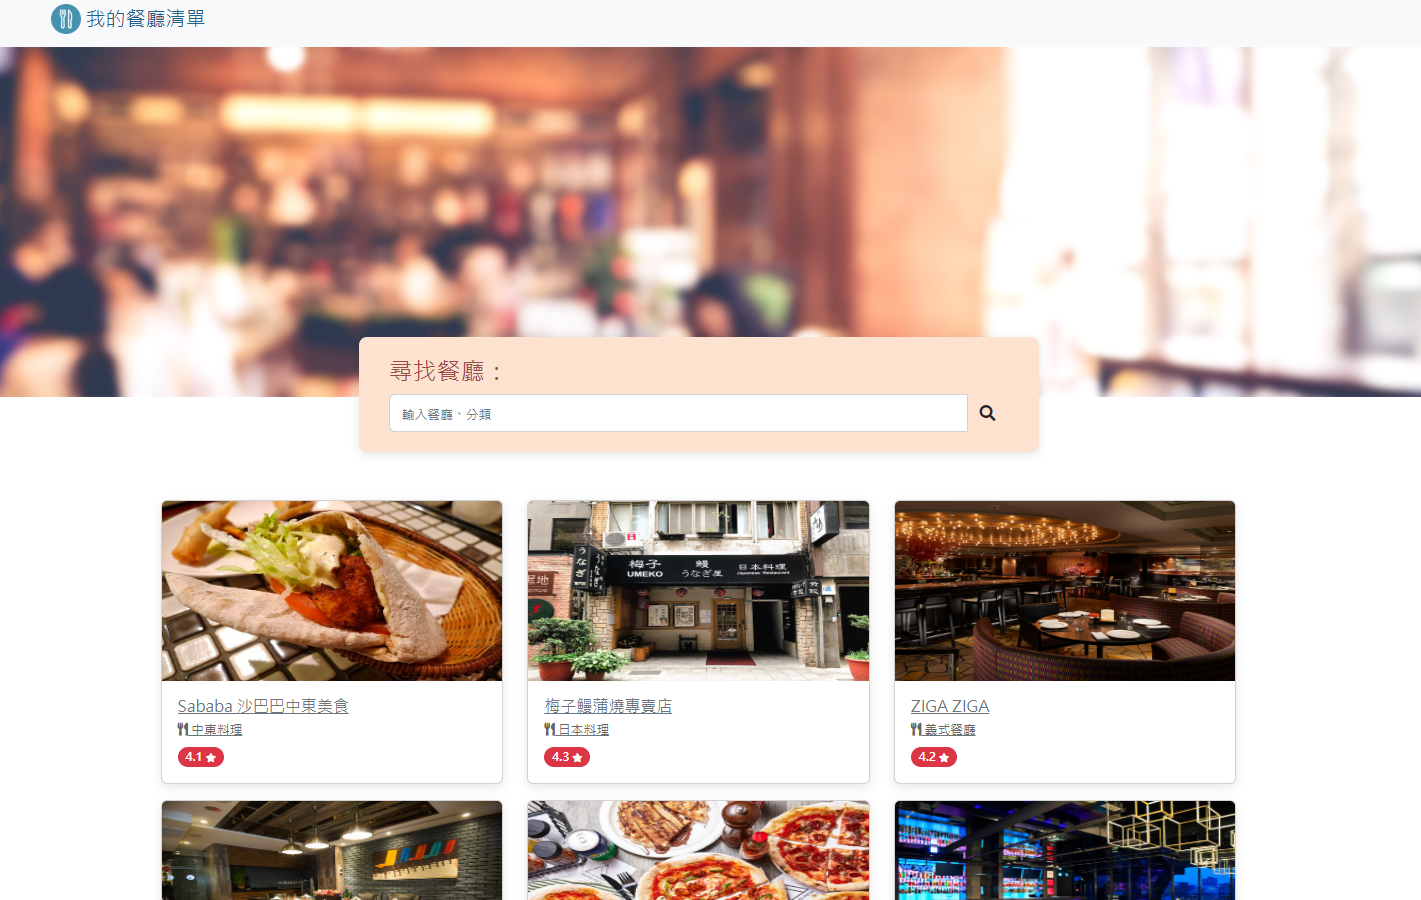 我的餐廳清單
尋找餐廳：
輸入餐廳、分類
梅子 鰻 日本料理
UMEKO うなぎ屋 Japanese Restaurant
うなぎ
Sababa 沙巴巴中東美食
中東料理
4.1
梅子鰻蒲燒專賣店
日本料理
4.3
ZIGA ZIGA
義式餐廳
4.2